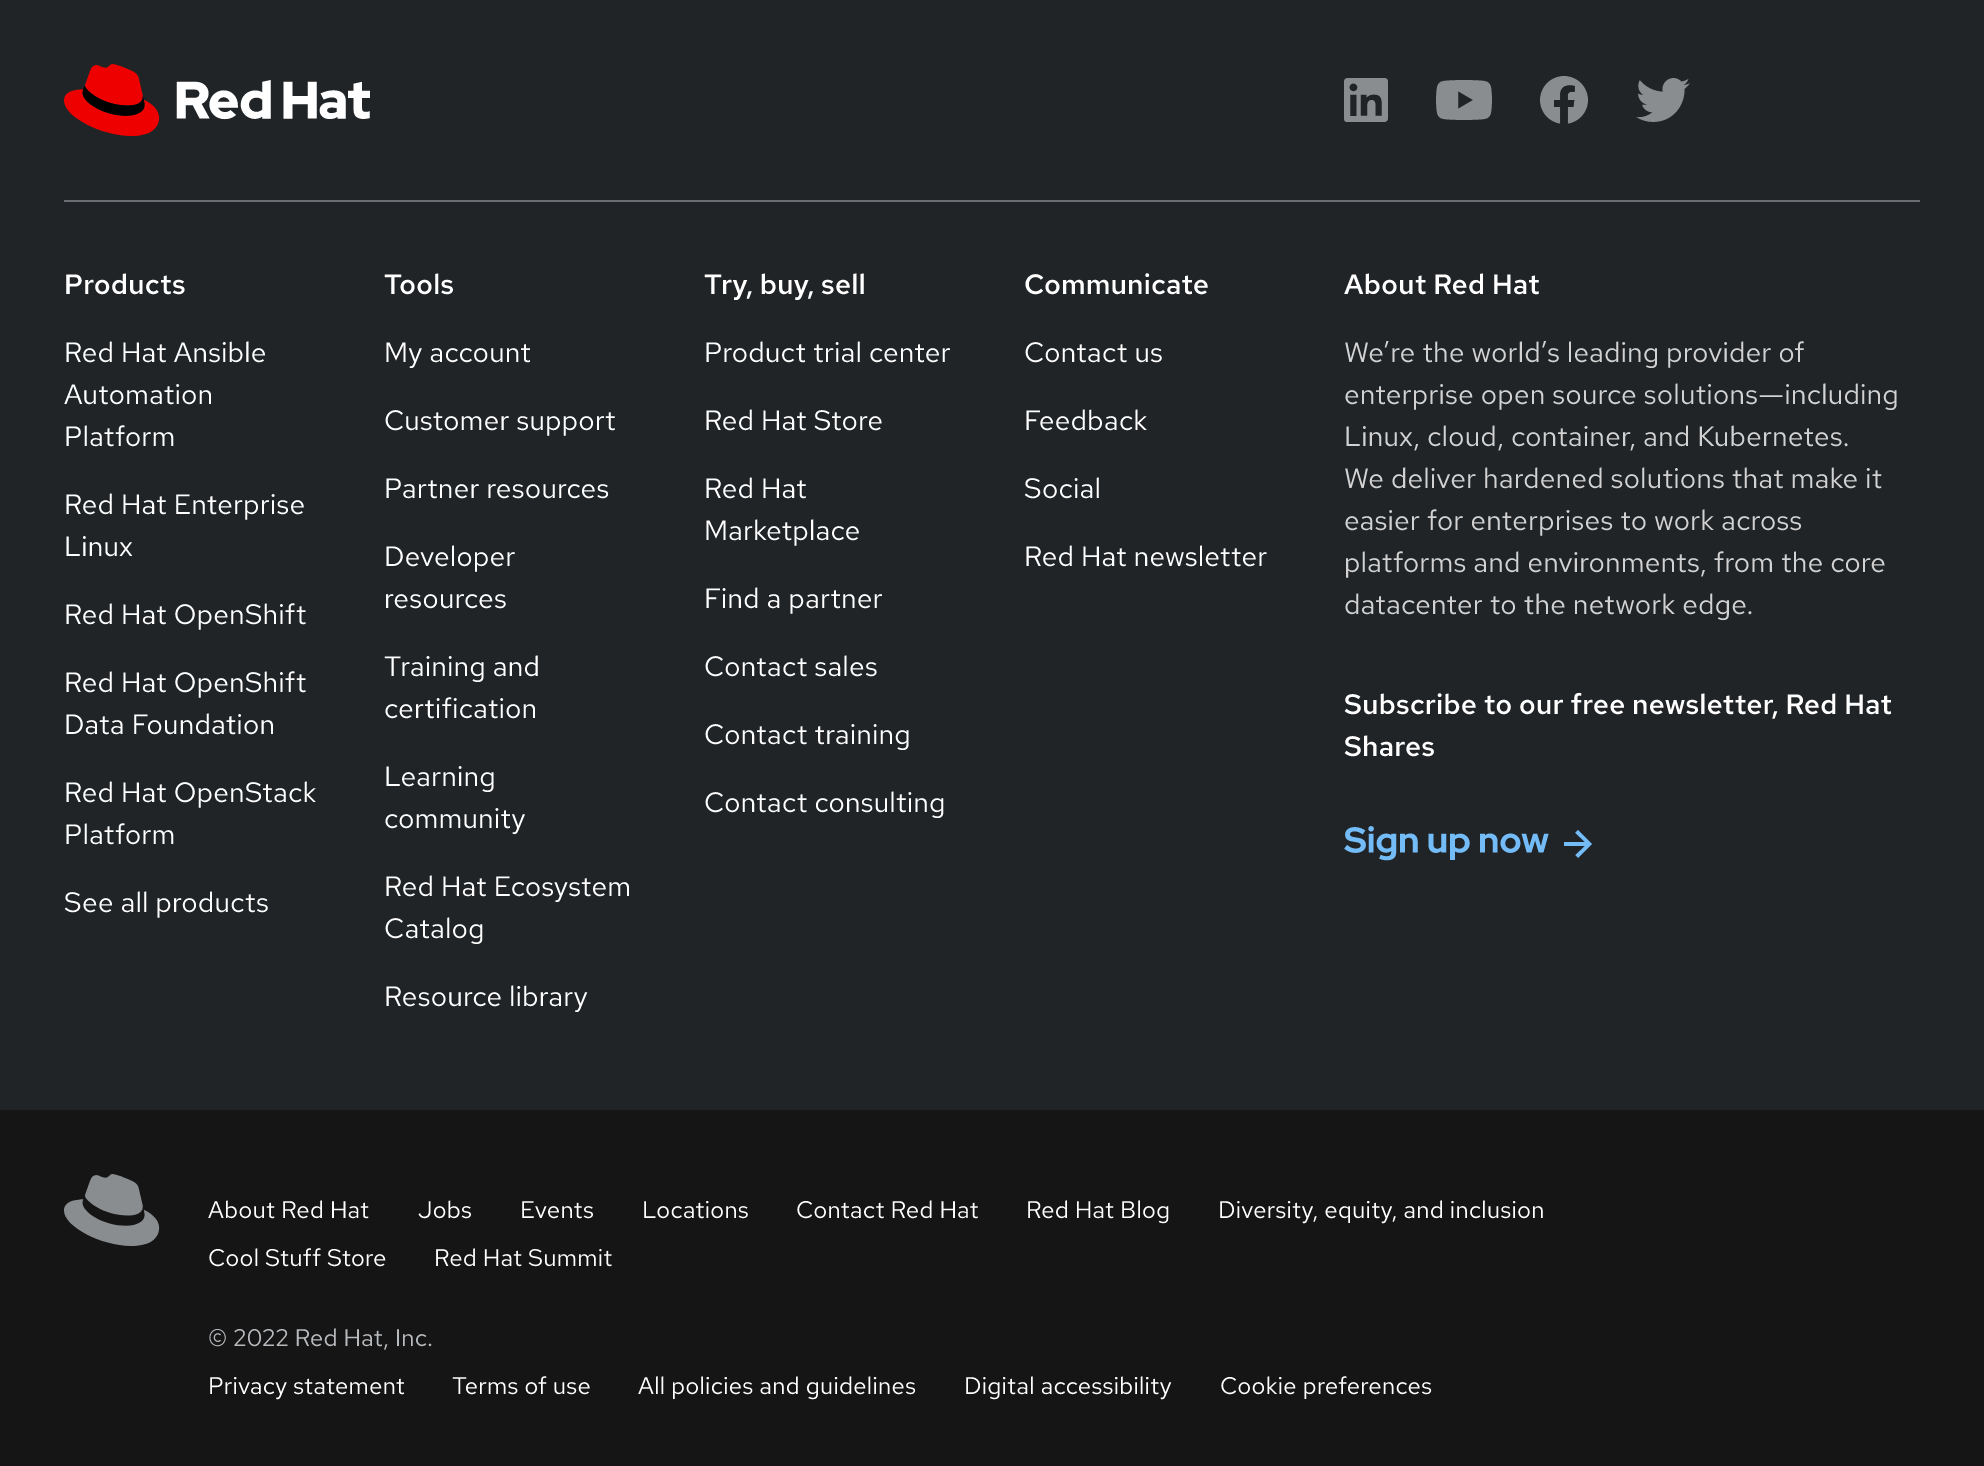 Red Hat
Products
Red Hat Ansible
Automation
Platform
Red Hat Enterprise
Linux
Red Hat OpenShift
Red Hat OpenShift
Data Foundation
Red Hat OpenStack
Platform
See all products
Tools
My account
Customer support
Partner resources
Developer
resources
Training and
certification
Learning
community
Red Hat Ecosystem
Catalog
Resource library
Try, buy, sell
Product trial center
Red Hat Store
Red Hat
Marketplace
Find a partner
Contact sales
Contact training
Contact consulting
Communicate
Contact us
Feedback
Social
Red Hat newsletter
About Red Hat
We’re the world’s leading provider of
enterprise open source solutions—including
Linux, cloud, container, and Kubernetes.
We deliver hardened solutions that make it
easier for enterprises to work across
platforms and environments, from the core
datacenter to the network edge.
Subscribe to our free newsletter, Red Hat
Shares
Sign up now →
About Red Hat Jobs Events Locations Contact Red Hat Red Hat Blog Diversity, equity, and inclusion
Cool Stuff Store Red Hat Summit
© 2022 Red Hat, Inc.
Privacy statement Terms of use All policies and guidelines Digital accessibility Cookie preferences